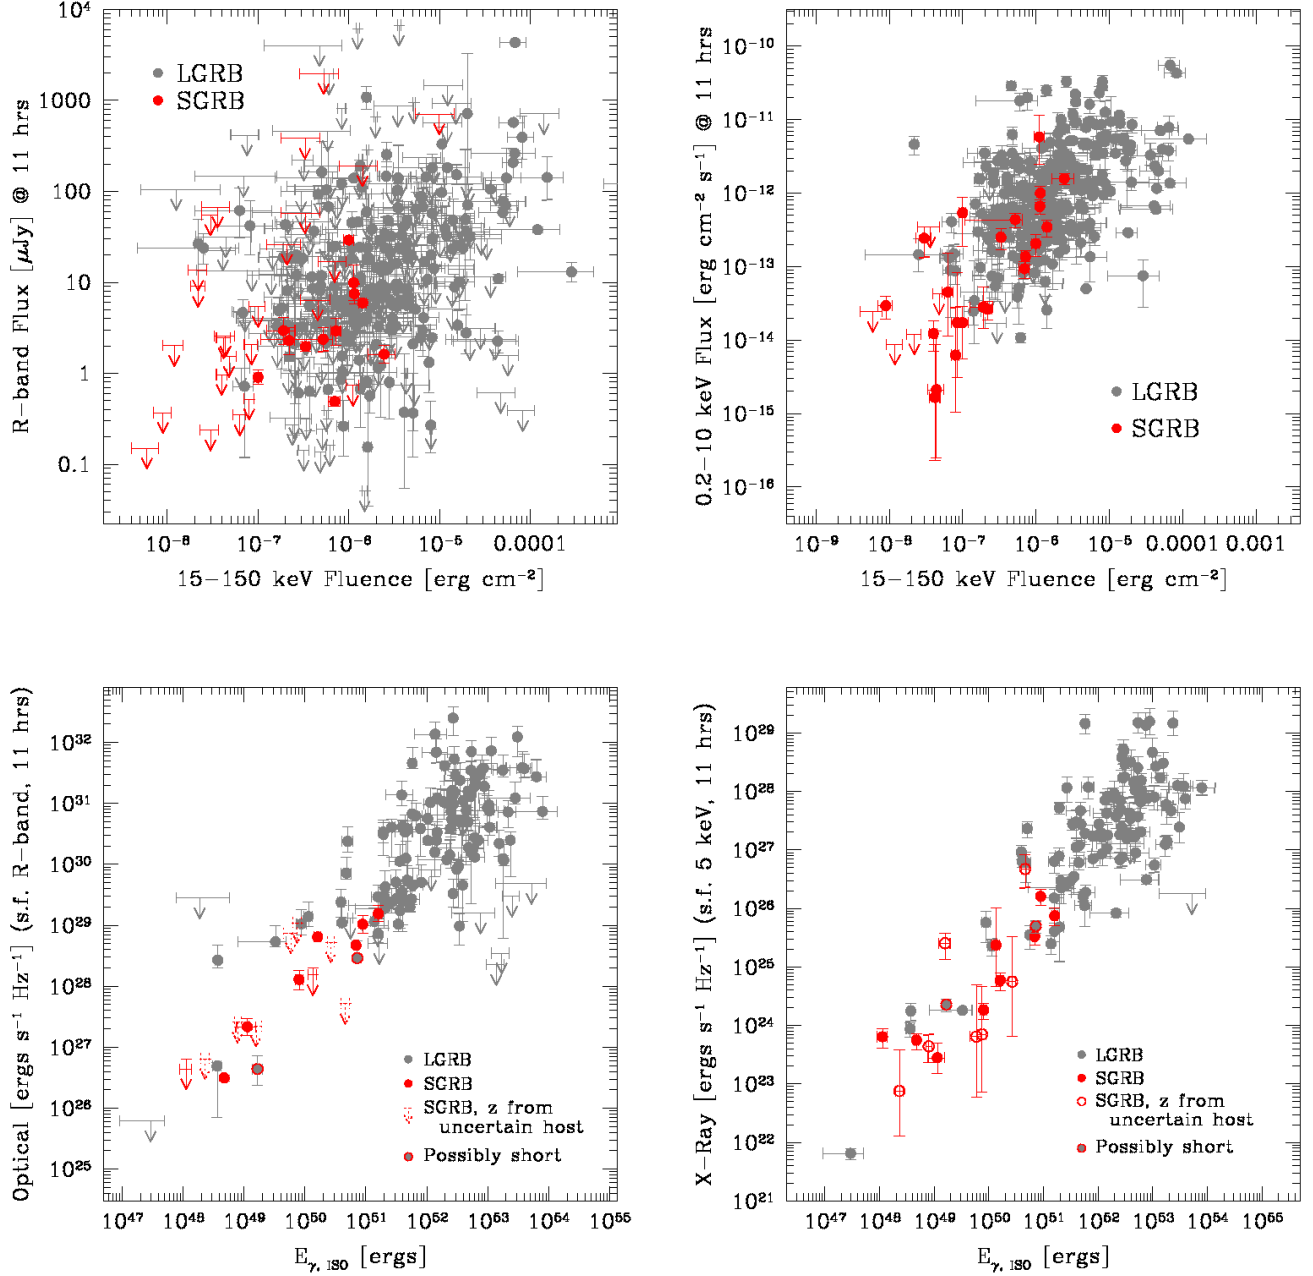 R-band Flux [μJy] @ 11 hrs
10⁴
1000
100
10
1
0.1
LGRB
SGRB
10⁻⁸ 10⁻⁷ 10⁻⁶ 10⁻⁵ 0.0001
15-150 keV Fluence [erg cm⁻²]
0.2-10 keV Flux [erg cm⁻² s⁻¹] @ 11 hrs
10⁻¹⁰
10⁻¹¹
10⁻¹²
10⁻¹³
10⁻¹⁴
10⁻¹⁵
10⁻¹⁶
LGRB
SGRB
10⁻⁹ 10⁻⁸ 10⁻⁷ 10⁻⁶ 10⁻⁵ 0.0001 0.001
15-150 keV Fluence [erg cm⁻²]
Optical [ergs s⁻¹ Hz⁻¹] (s.f. R-band, 11 hrs)
10³²
10³¹
10³⁰
10²⁹
10²⁸
10²⁷
10²⁶
10²⁵
LGRB
SGRB
SGRB, z from
uncertain host
Possibly short
10⁴⁷ 10⁴⁸ 10⁴⁹ 10⁵⁰ 10⁵¹ 10⁵² 10⁵³ 10⁵⁴ 10⁵⁵
E_γ, ISO [ergs]
X-Ray [ergs s⁻¹ Hz⁻¹] (s.f. 5 keV, 11 hrs)
10²⁹
10²⁸
10²⁷
10²⁶
10²⁵
10²⁴
10²³
10²²
10²¹
LGRB
SGRB
SGRB, z from
uncertain host
Possibly short
10⁴⁷ 10⁴⁸ 10⁴⁹ 10⁵⁰ 10⁵¹ 10⁵² 10⁵³ 10⁵⁴ 10⁵⁵
E_γ, ISO [ergs]